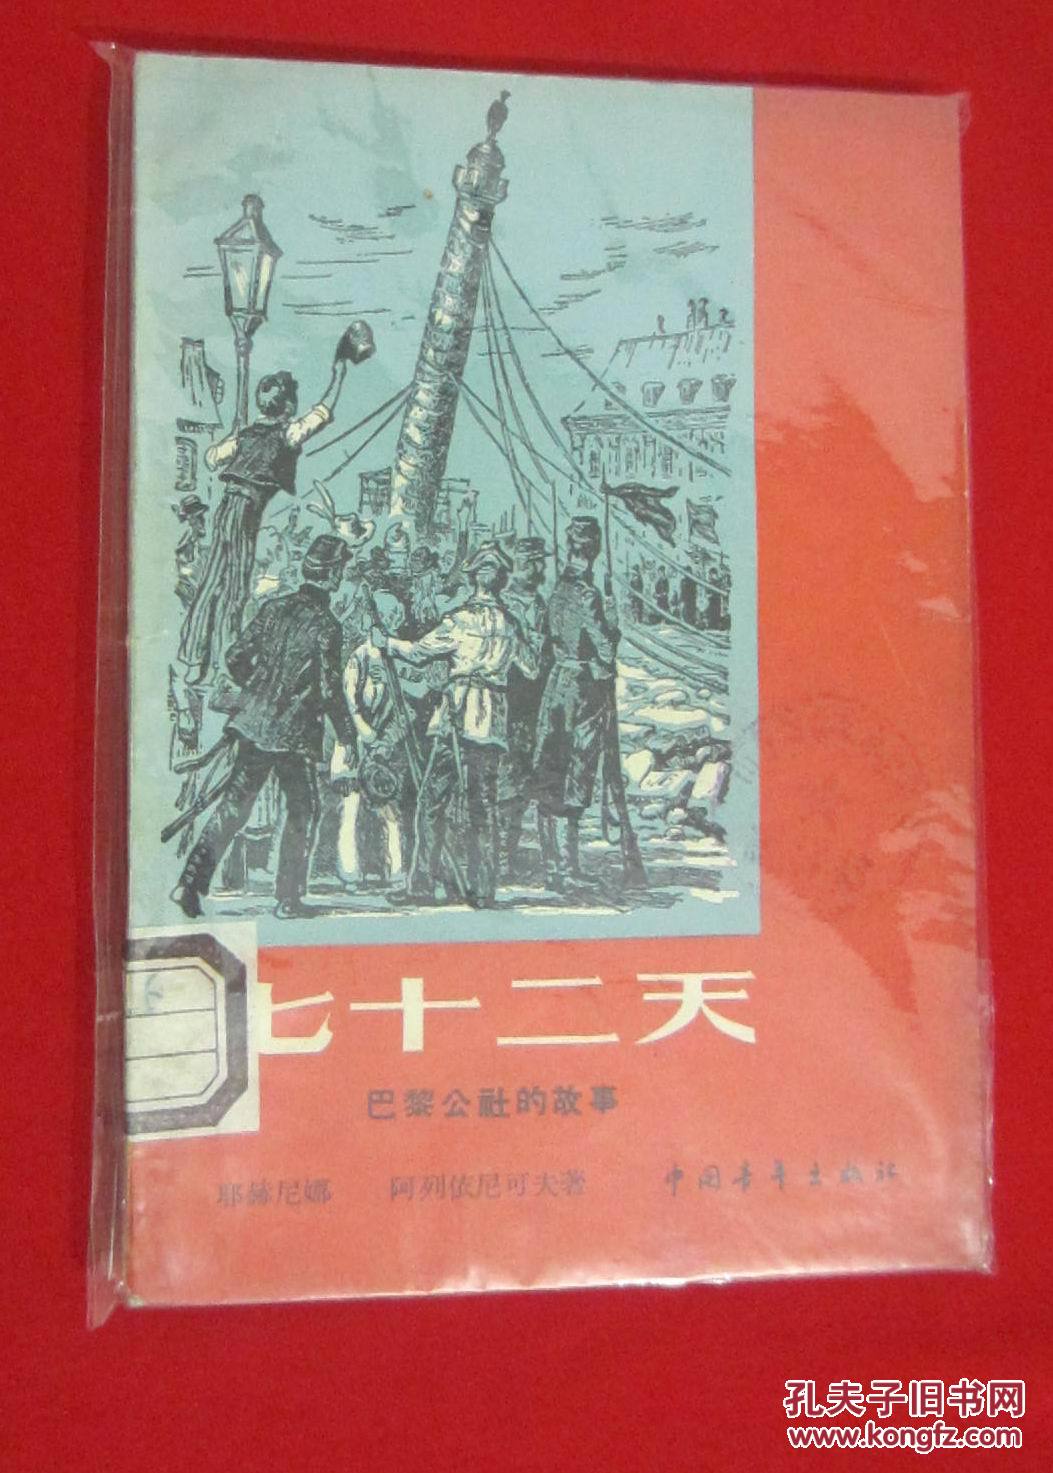 七十二天
巴黎公社的故事
耶赫尼娜 阿列依尼可夫著 中国青年出版社
孔夫子旧书网
www.kongfz.com